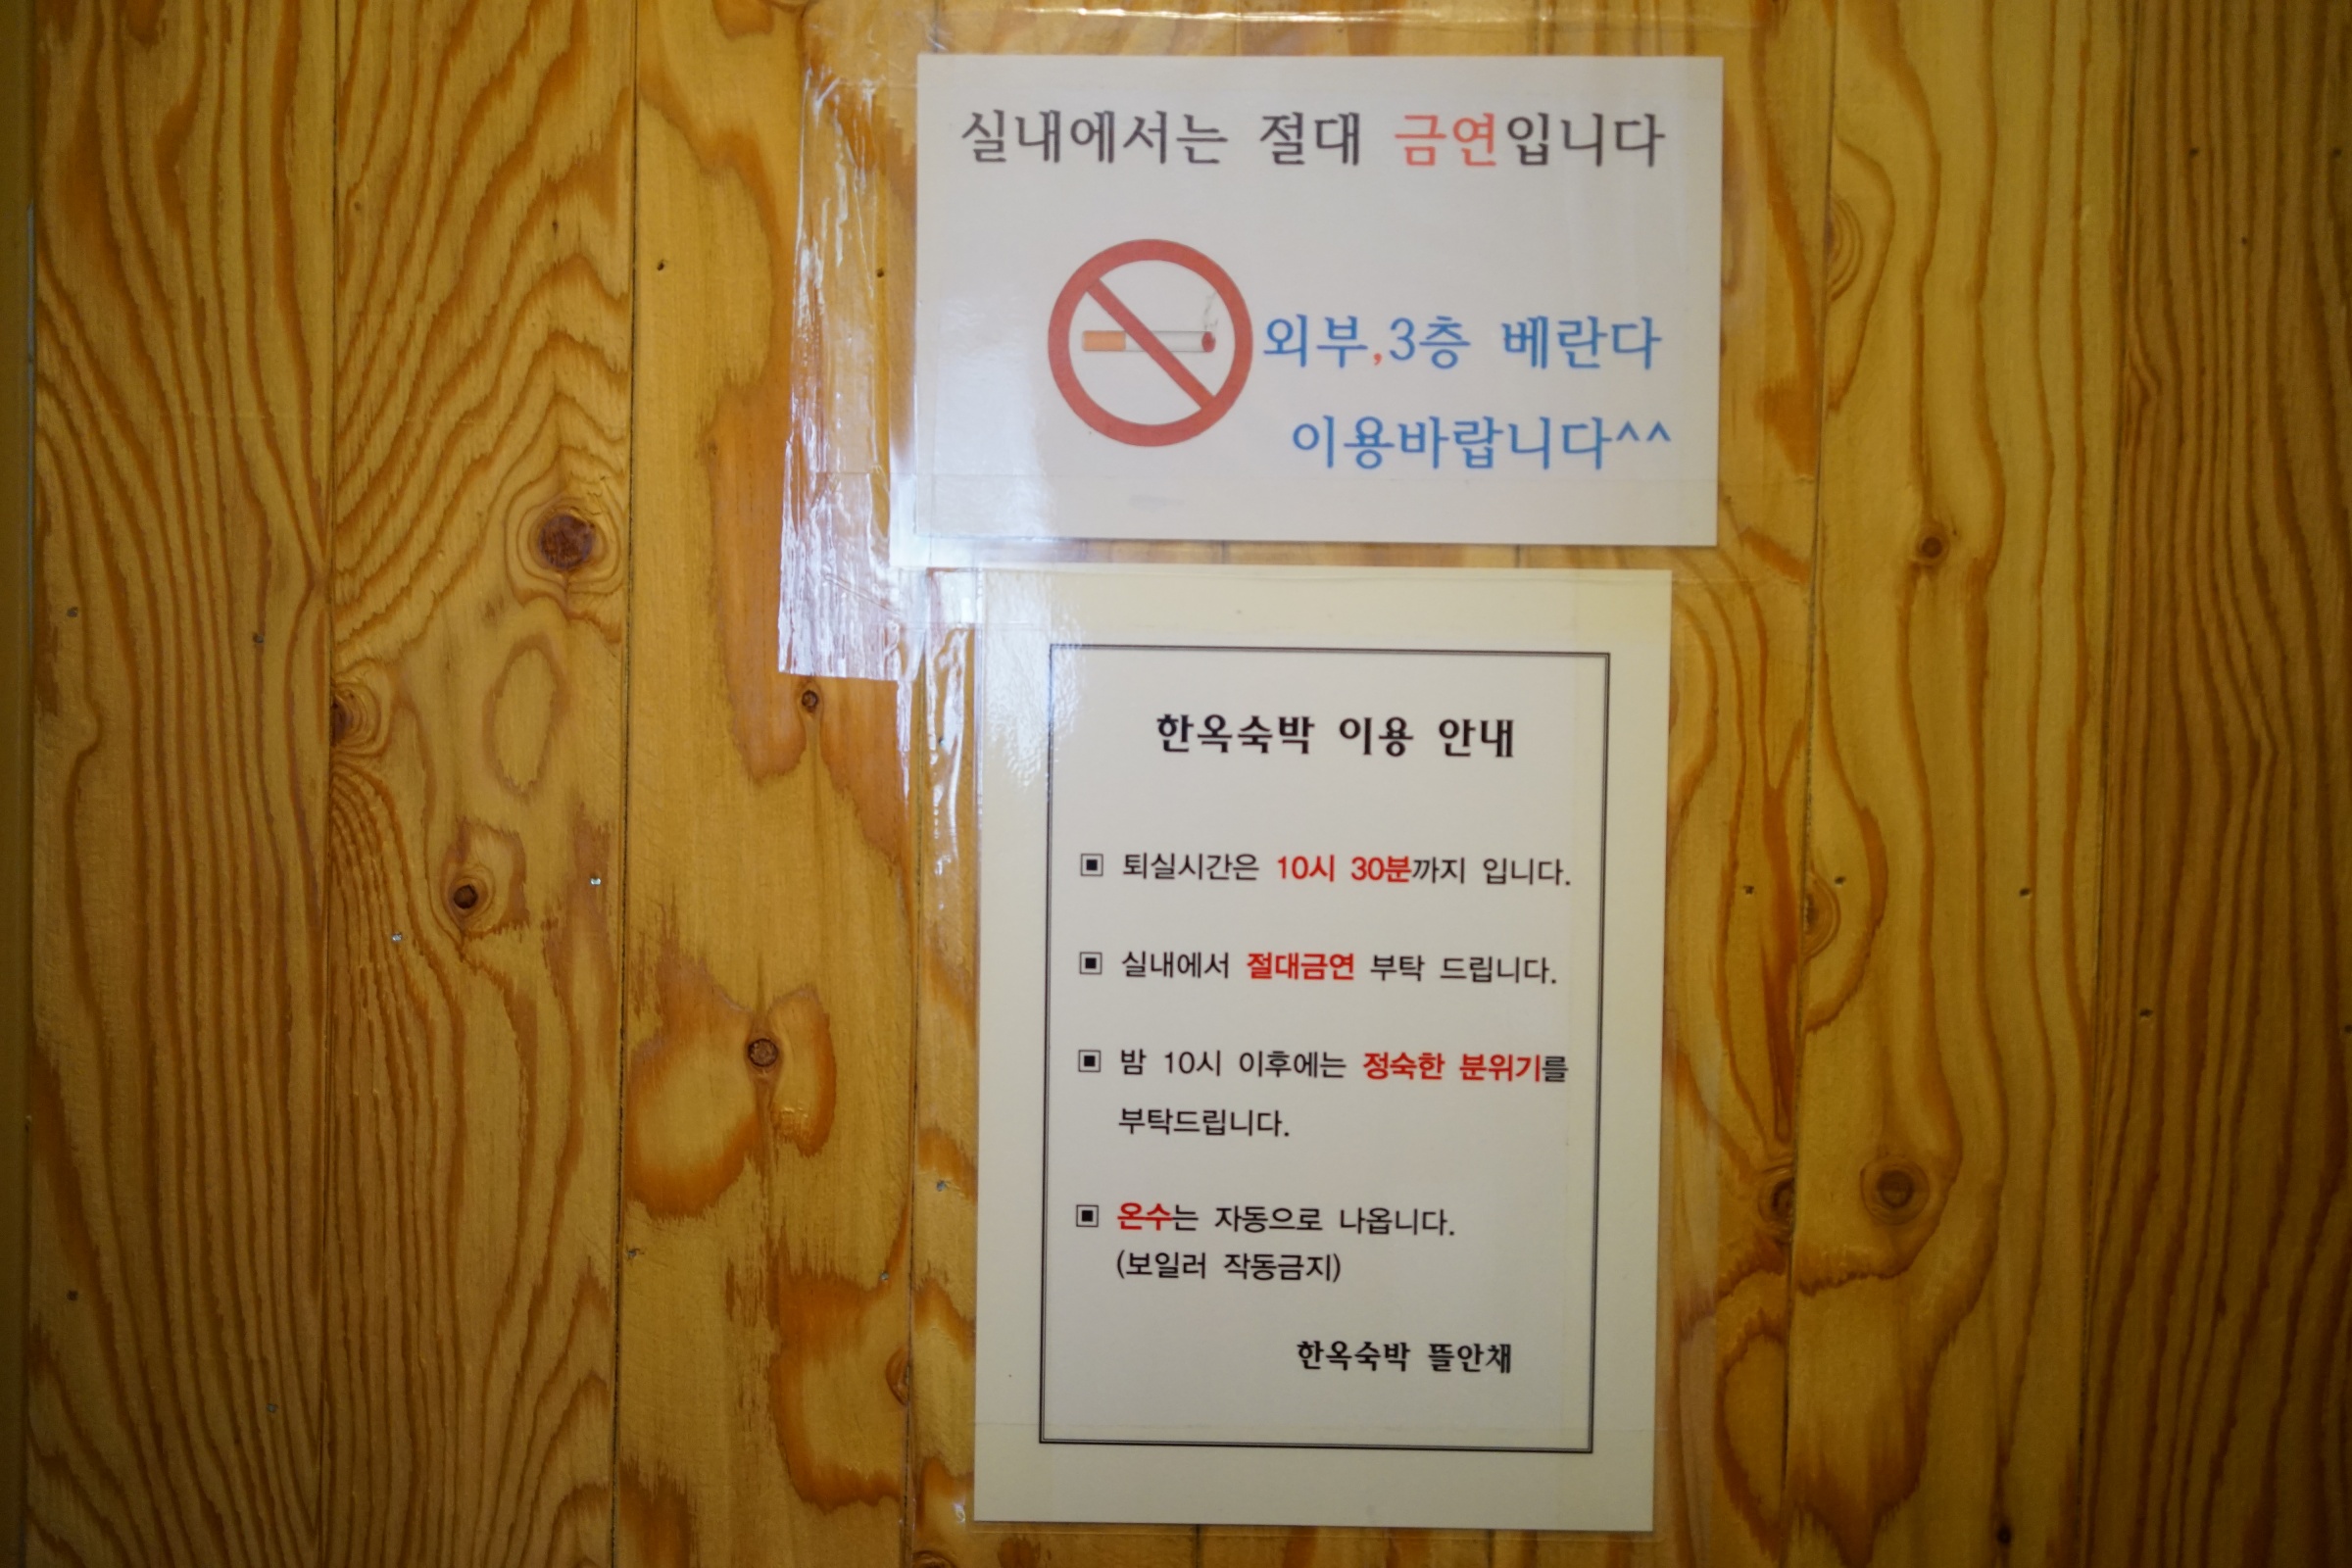 실내에서는 절대 금연입니다
외부,3층 베란다
이용바랍니다^^
한옥숙박 이용 안내
▣ 퇴실시간은 10시 30분까지 입니다.
▣ 실내에서 절대금연 부탁 드립니다.
▣ 밤 10시 이후에는 정숙한 분위기를
부탁드립니다.
▣ 온수는 자동으로 나옵니다.
(보일러 작동금지)
한옥숙박 뜰안채